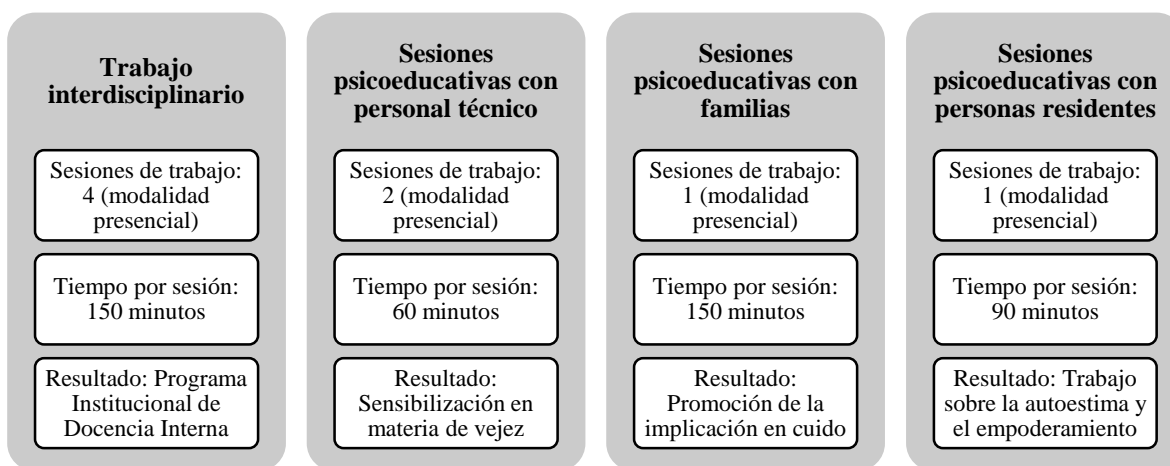 Trabajo
interdisciplinario
Sesiones de trabajo:
4 (modalidad
presencial)
Tiempo por sesión:
150 minutos
Resultado: Programa
Institucional de
Docencia Interna
Sesiones
psicoeducativas con
personal técnico
Sesiones de trabajo:
2 (modalidad
presencial)
Tiempo por sesión:
60 minutos
Resultado:
Sensibilización en
materia de vejez
Sesiones
psicoeducativas con
familias
Sesiones de trabajo:
1 (modalidad
presencial)
Tiempo por sesión:
150 minutos
Resultado:
Promoción de la
implicación en cuido
Sesiones
psicoeducativas con
personas residentes
Sesiones de trabajo:
1 (modalidad
presencial)
Tiempo por sesión:
90 minutos
Resultado: Trabajo
sobre la autoestima y
el empoderamiento